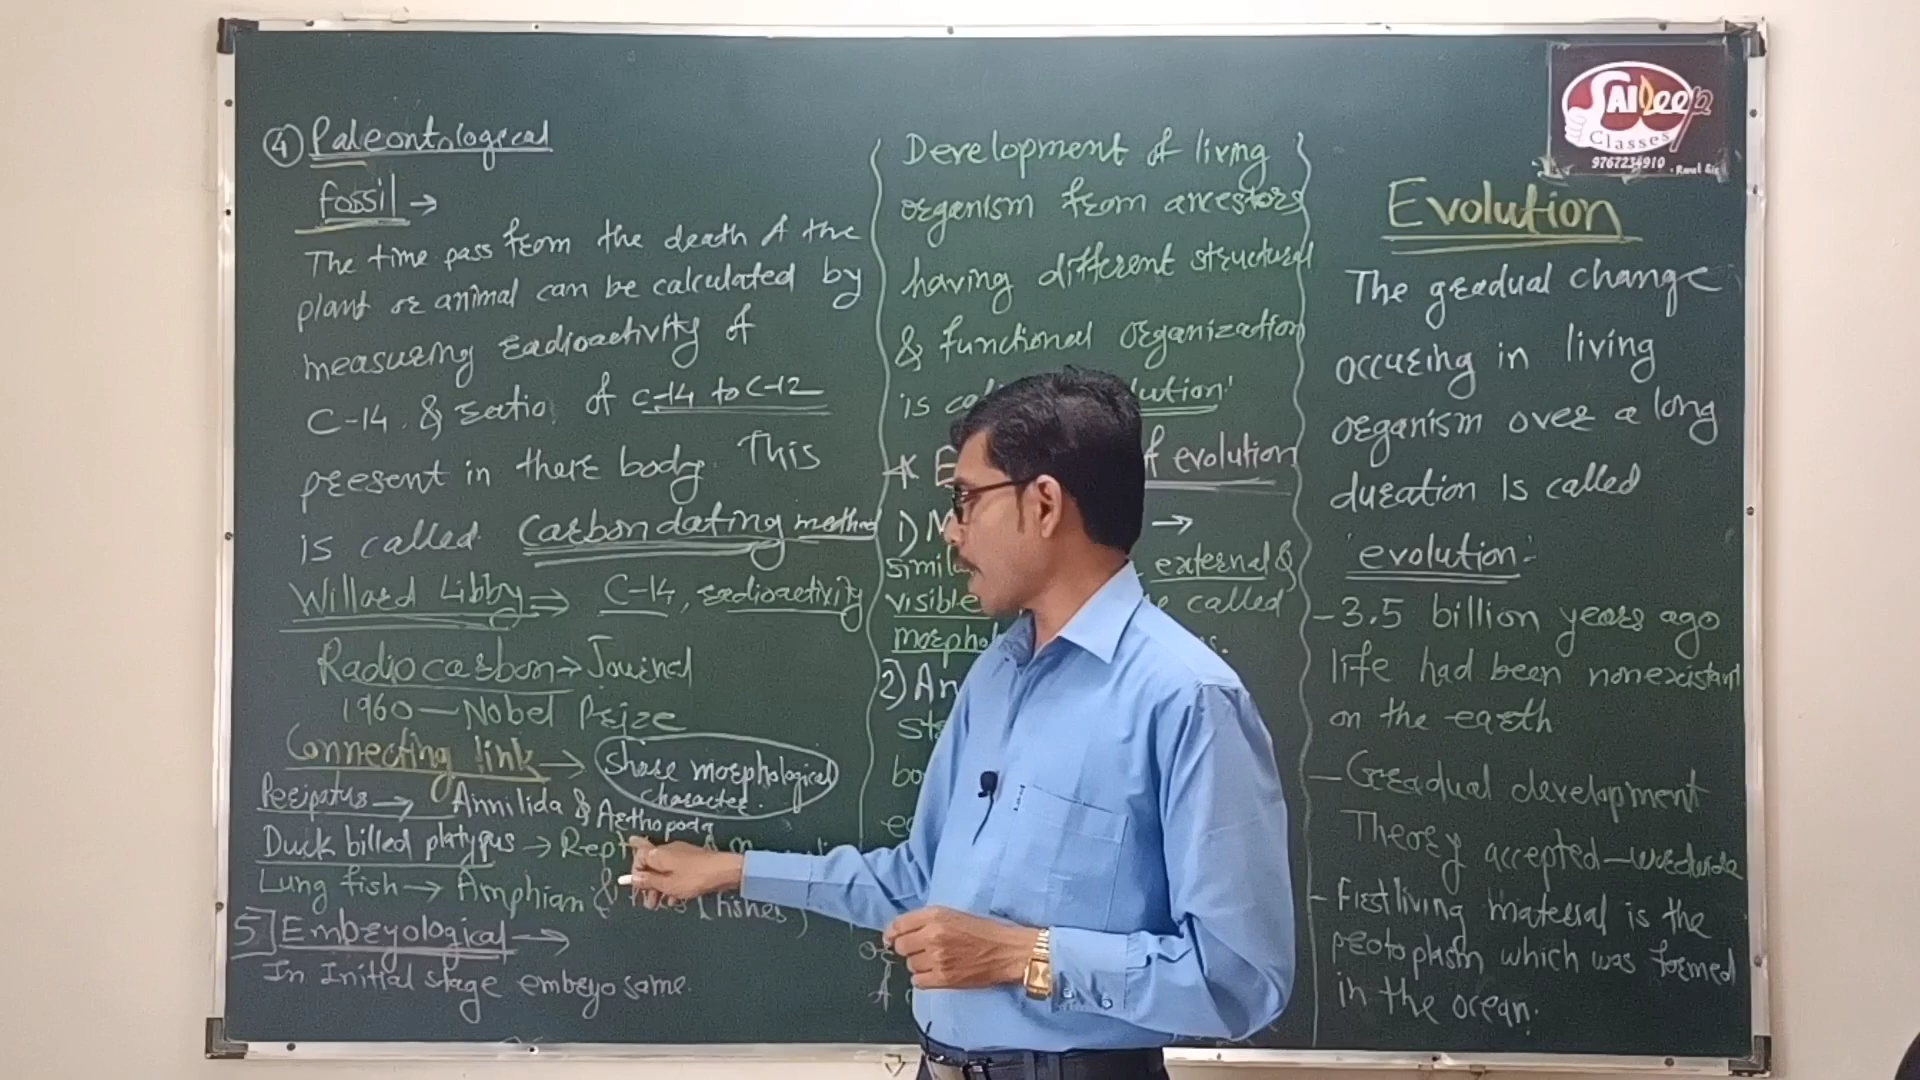 ④ Paleontological
fossil →
The time pass from the death of the
plant or animal can be calculated by
measuring radioactivity of
C-14. & ratio of C-14 to C-12
present in there body. This
is called Carbon dating method
Willard Libby ⇒ C-14, radioactivity
Radiocarbon → Journal
1960 — Nobel Prize
Connecting link → Share morphological
character.
Peripatus → Annilida & Arthopoda
Duck billed platypus → Rept
Lung fish → Amphian & Fishes
5] Embryological →
In Initial stage embryo same.
Development of living
organism from ancestors
having different structural
& functional organization
is
* of evolution
1) M →
external &
visible called
2) An
SAIDeep
Classes
9767234910
Evolution
The gradual change
occuring in living
organism over a long
duration is called
'evolution'
- 3.5 billion years ago
life had been nonexistant
on the earth
- Gradual development
Theory accepted - worldwide
- First living material is the
protoplasm which was formed
in the ocean.